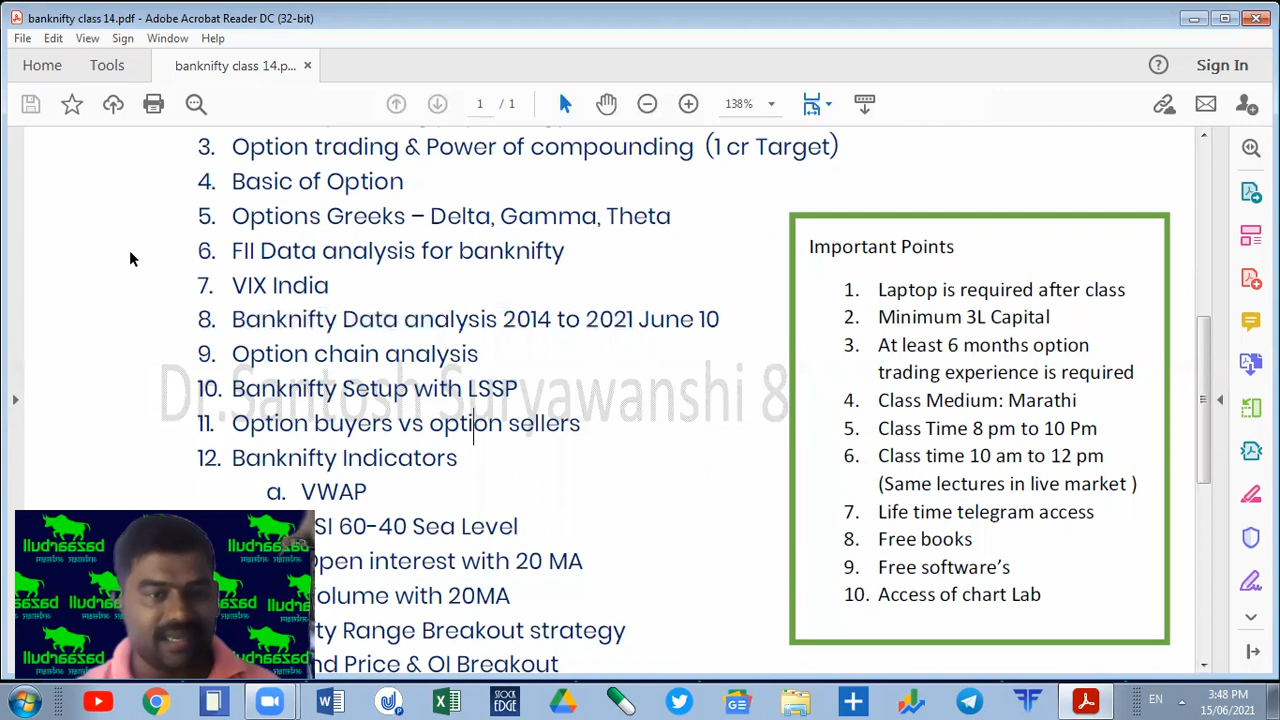 banknifty class 14.pdf - Adobe Acrobat Reader DC (32-bit)
File Edit View Sign Window Help
Home Tools banknifty class 14.p... × Sign In
1 / 1 138%
3. Option trading & Power of compounding (1 cr Target)
4. Basic of Option
5. Options Greeks – Delta, Gamma, Theta
6. FII Data analysis for banknifty
7. VIX India
8. Banknifty Data analysis 2014 to 2021 June 10
9. Option chain analysis
10. Banknifty Setup with LSSP
11. Option buyers vs option sellers
12. Banknifty Indicators
a. VWAP
SI 60-40 Sea Level
pen interest with 20 MA
olume with 20MA
ty Range Breakout strategy
nd Price & OI Breakout
Dr.Santosh Suryawanshi 8
Important Points
1. Laptop is required after class
2. Minimum 3L Capital
3. At least 6 months option
trading experience is required
4. Class Medium: Marathi
5. Class Time 8 pm to 10 Pm
6. Class time 10 am to 12 pm
(Same lectures in live market )
7. Life time telegram access
8. Free books
9. Free software’s
10. Access of chart Lab
bazaarbull
bazaarbull
STOCK
EDGE
EN
3:48 PM
15/06/2021